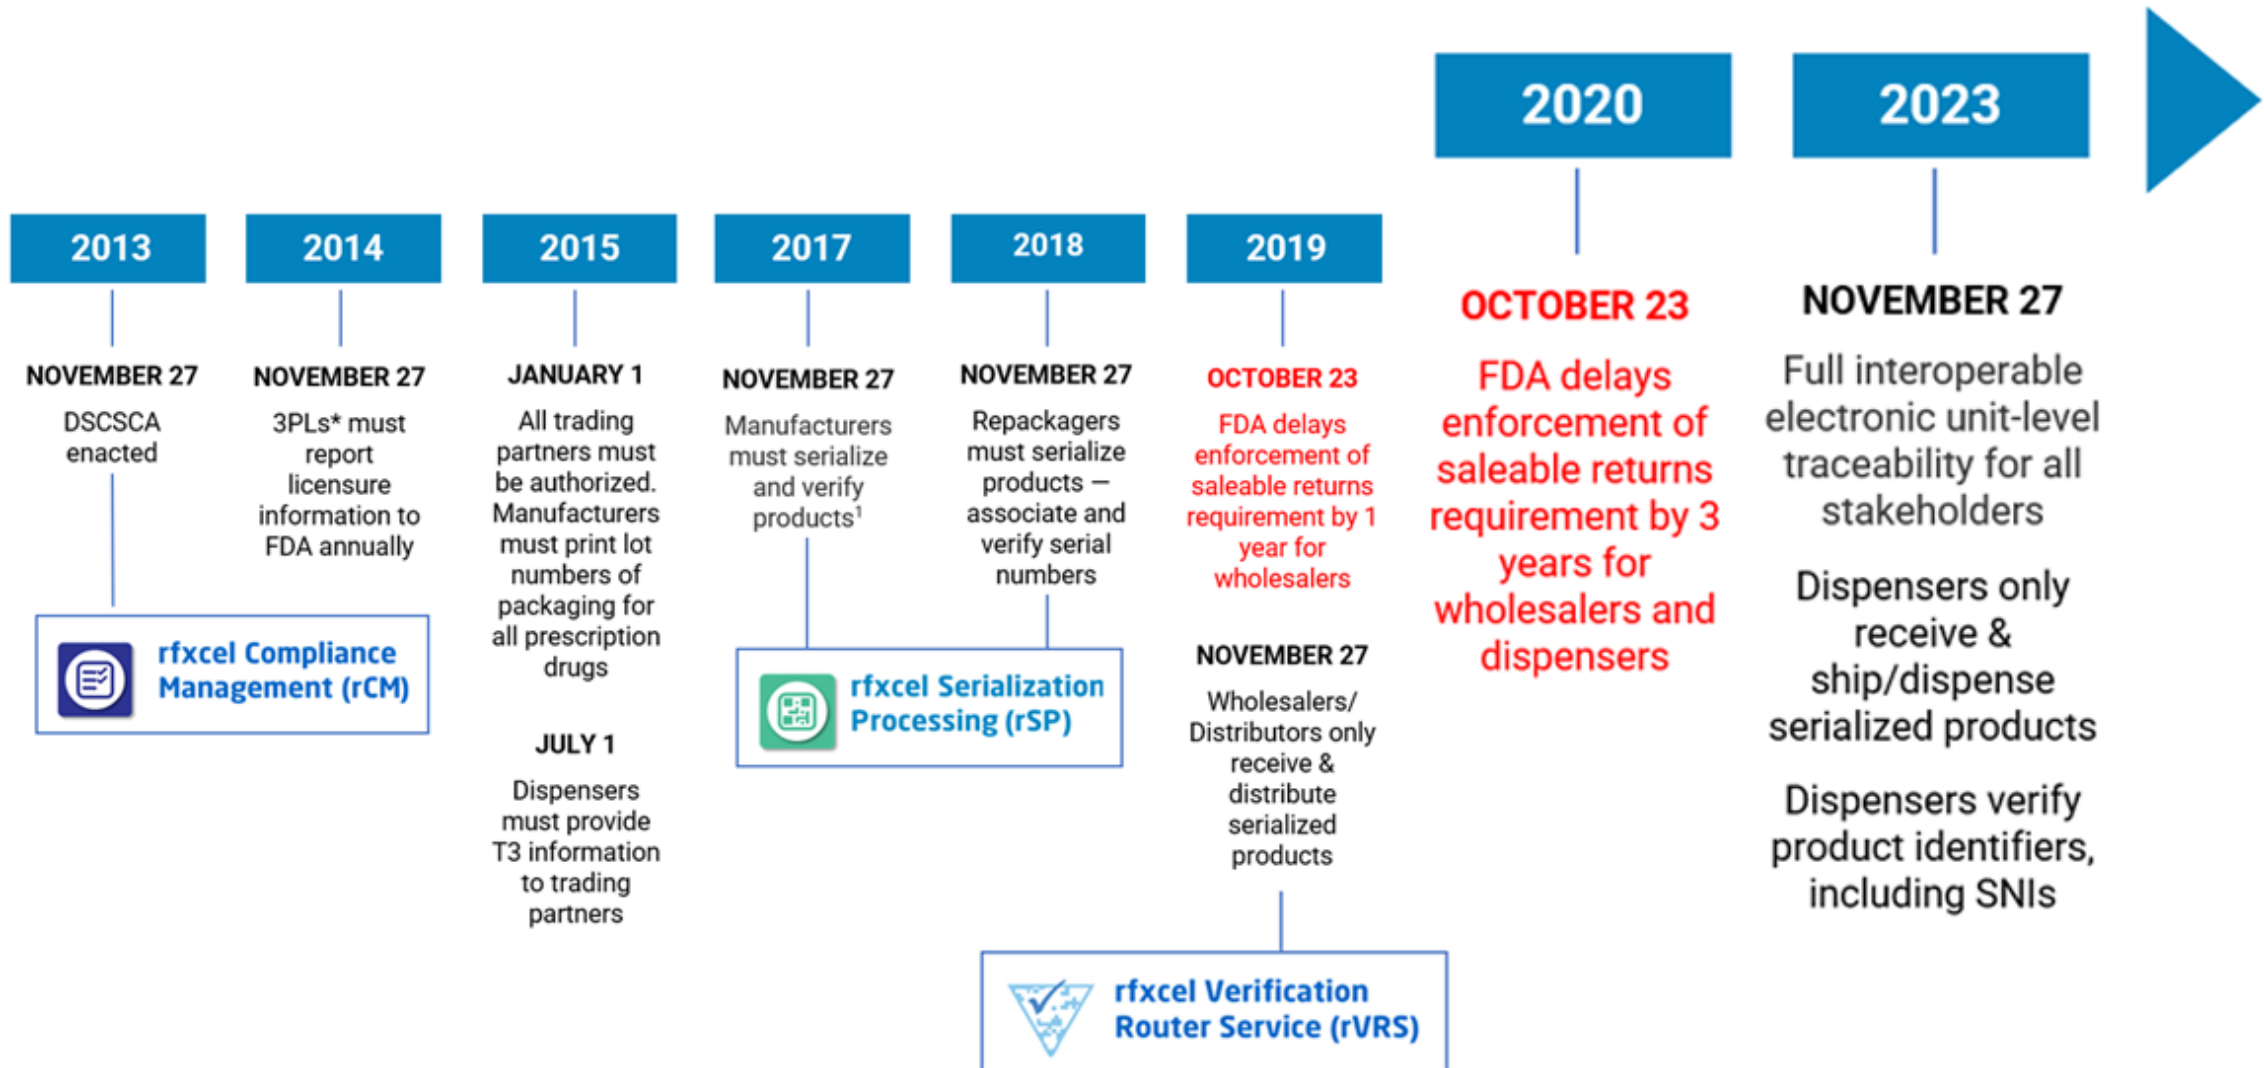 2013
NOVEMBER 27
DSCSCA
enacted
rfxcel Compliance
Management (rCM)
2014
NOVEMBER 27
3PLs* must
report
licensure
information to
FDA annually
2015
JANUARY 1
All trading
partners must
be authorized.
Manufacturers
must print lot
numbers of
packaging for
all prescription
drugs
JULY 1
Dispensers
must provide
T3 information
to trading
partners
2017
NOVEMBER 27
Manufacturers
must serialize
and verify
products¹
2018
NOVEMBER 27
Repackagers
must serialize
products —
associate and
verify serial
numbers
rfxcel Serialization
Processing (rSP)
2019
OCTOBER 23
FDA delays
enforcement of
saleable returns
requirement by 1
year for
wholesalers
NOVEMBER 27
Wholesalers/
Distributors only
receive &
distribute
serialized
products
rfxcel Verification
Router Service (rVRS)
2020
OCTOBER 23
FDA delays
enforcement of
saleable returns
requirement by 3
years for
wholesalers and
dispensers
2023
NOVEMBER 27
Full interoperable
electronic unit-level
traceability for all
stakeholders
Dispensers only
receive &
ship/dispense
serialized products
Dispensers verify
product identifiers,
including SNIs